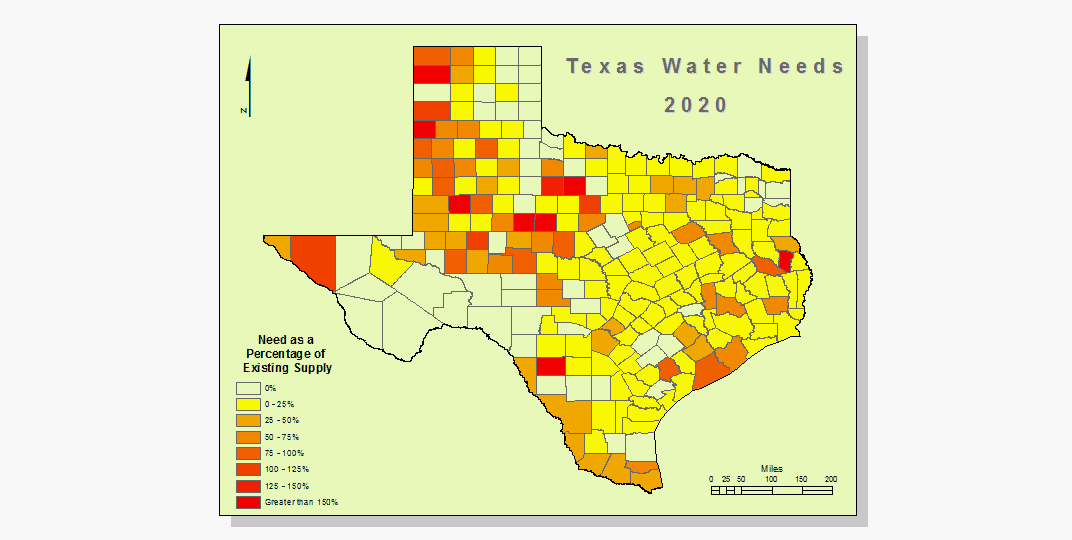 Texas Water Needs
2020
N
Need as a
Percentage of
Existing Supply
0%
0 - 25%
25 - 50%
50 - 75%
75 - 100%
100 - 125%
125 - 150%
Greater than 150%
Miles
0 25 50 100 150 200